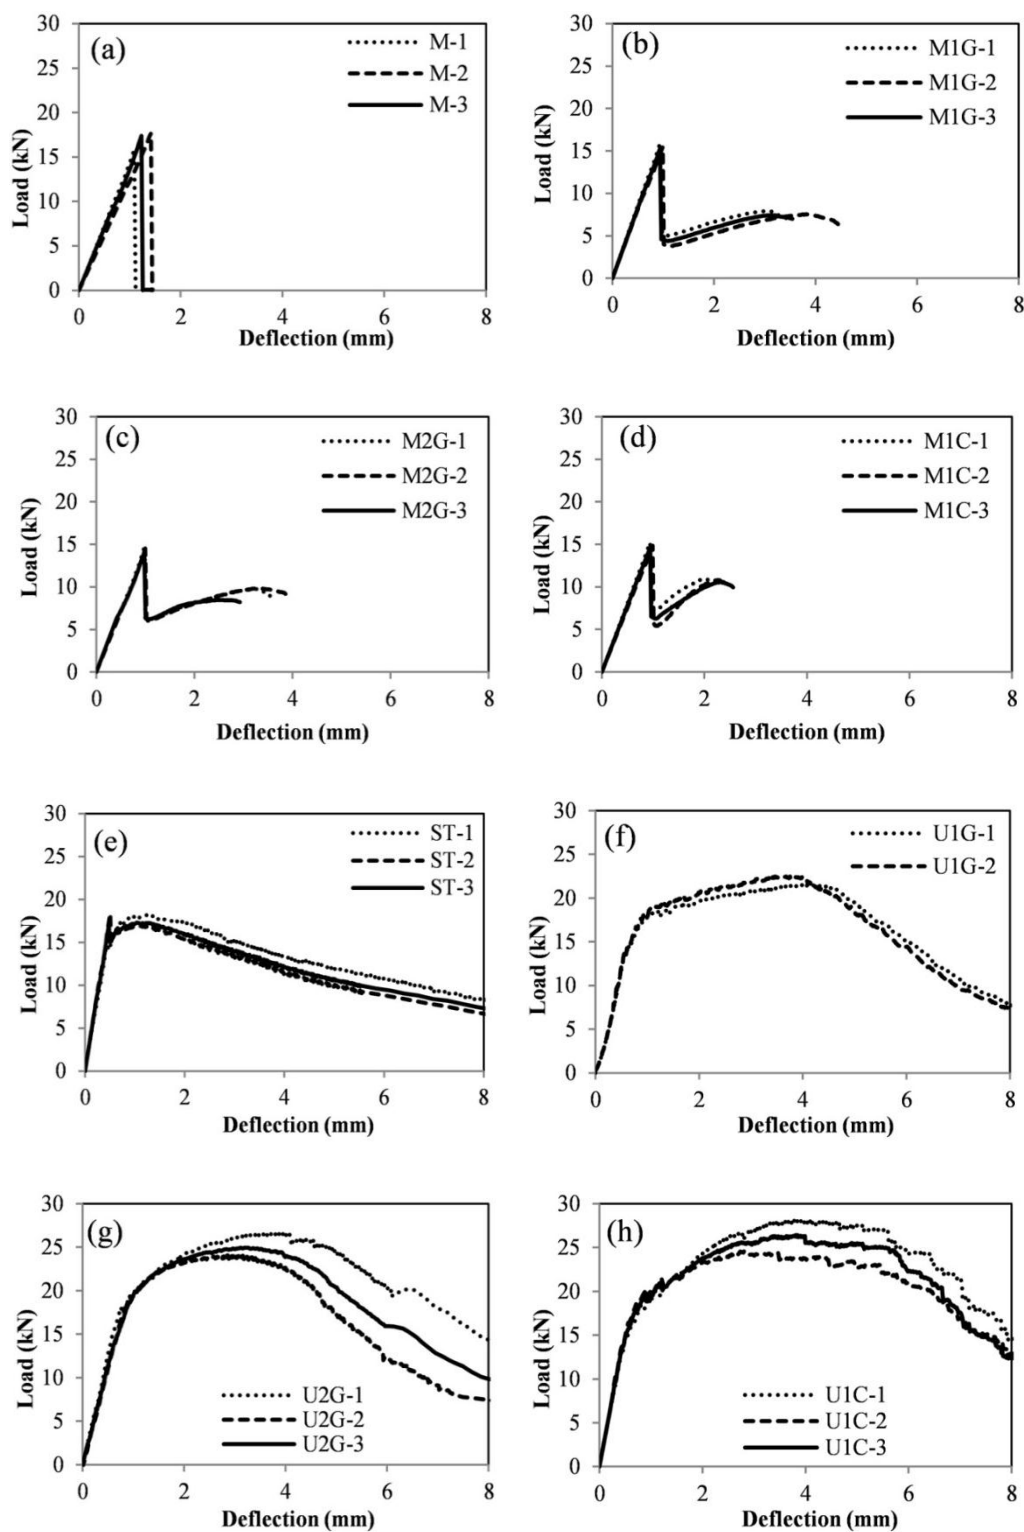 (a)
M-1
M-2
M-3
Load (kN)
30
25
20
15
10
5
0
0 2 4 6 8
Deflection (mm)
(b)
M1G-1
M1G-2
M1G-3
Load (kN)
30
25
20
15
10
5
0
0 2 4 6 8
Deflection (mm)
(c)
M2G-1
M2G-2
M2G-3
Load (kN)
30
25
20
15
10
5
0
0 2 4 6 8
Deflection (mm)
(d)
M1C-1
M1C-2
M1C-3
Load (kN)
30
25
20
15
10
5
0
0 2 4 6 8
Deflection (mm)
(e)
ST-1
ST-2
ST-3
Load (kN)
30
25
20
15
10
5
0
0 2 4 6 8
Deflection (mm)
(f)
U1G-1
U1G-2
Load (kN)
30
25
20
15
10
5
0
0 2 4 6 8
Deflection (mm)
(g)
U2G-1
U2G-2
U2G-3
Load (kN)
30
25
20
15
10
5
0
0 2 4 6 8
Deflection (mm)
(h)
U1C-1
U1C-2
U1C-3
Load (kN)
30
25
20
15
10
5
0
0 2 4 6 8
Deflection (mm)